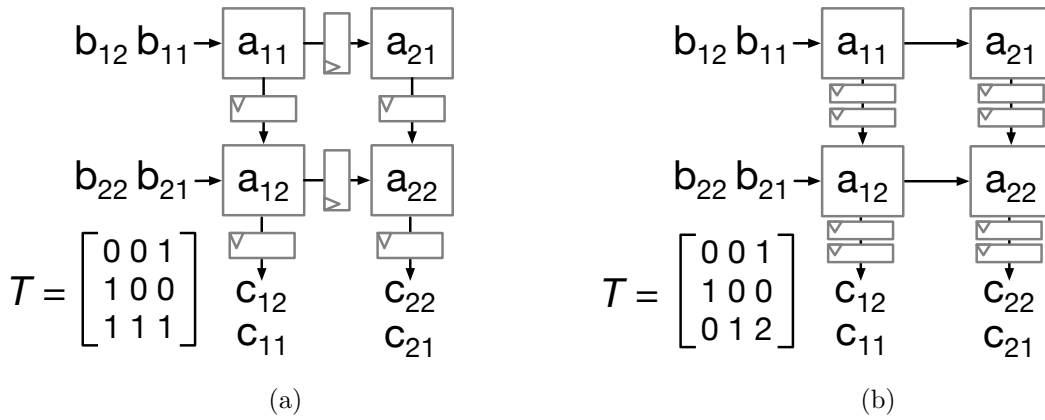 b₁₂ b₁₁ a₁₁ a₂₁
b₂₂ b₂₁ a₁₂ a₂₂
T = [0 0 1
1 0 0
1 1 1]
c₁₂ c₂₂
c₁₁ c₂₁
(a)
b₁₂ b₁₁ a₁₁ a₂₁
b₂₂ b₂₁ a₁₂ a₂₂
T = [0 0 1
1 0 0
0 1 2]
c₁₂ c₂₂
c₁₁ c₂₁
(b)